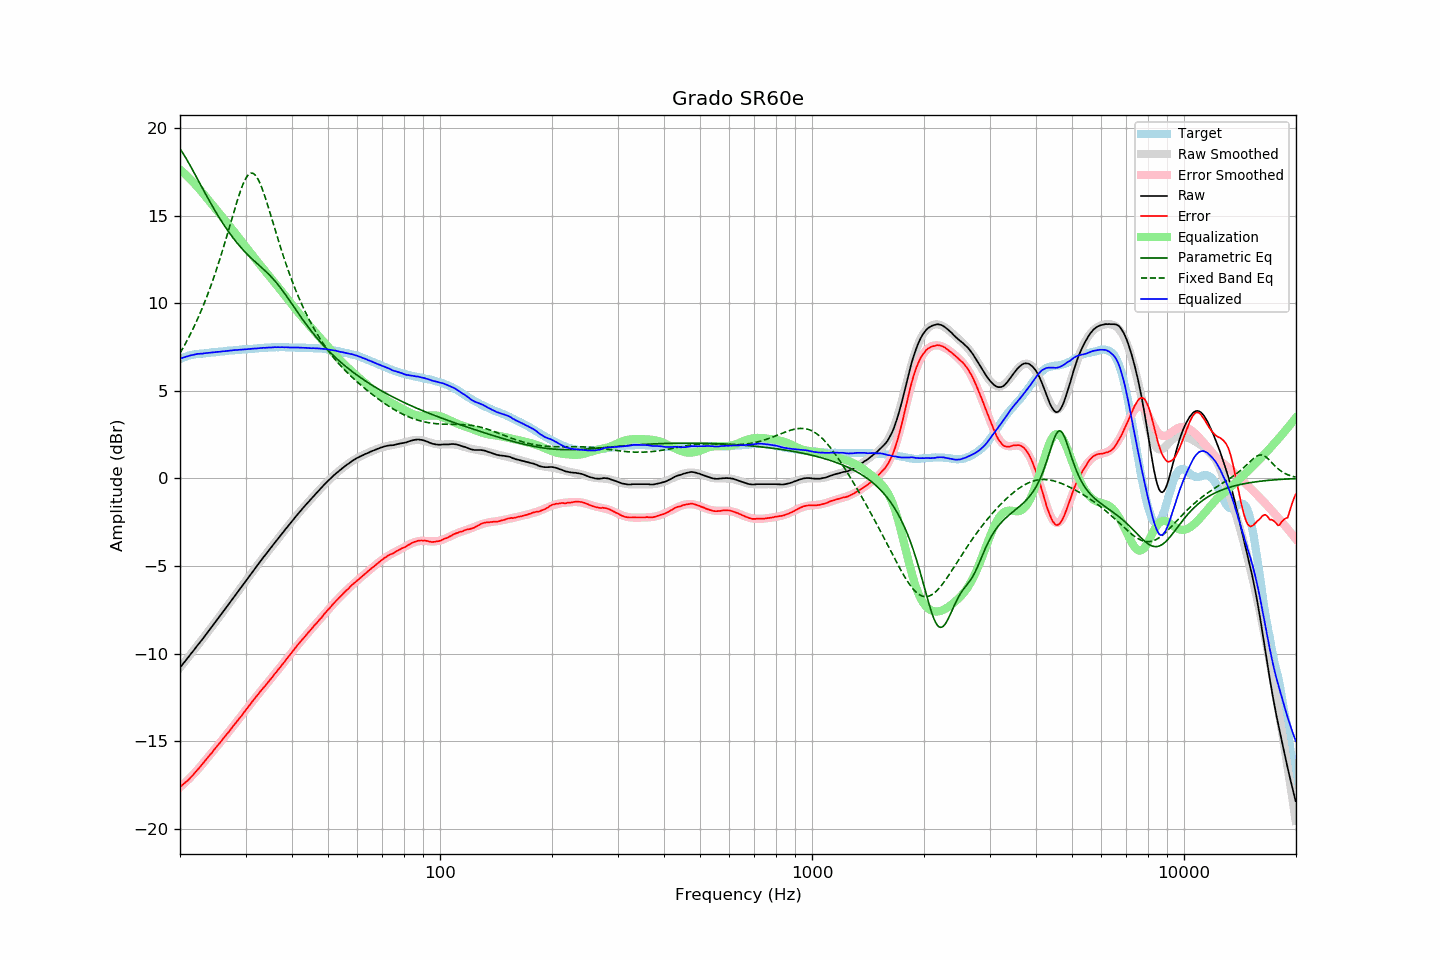 Grado SR60e
20
15
10
5
0
−5
−10
−15
−20
Amplitude (dBr)
100
1000
10000
Frequency (Hz)
Target
Raw Smoothed
Error Smoothed
Raw
Error
Equalization
Parametric Eq
Fixed Band Eq
Equalized